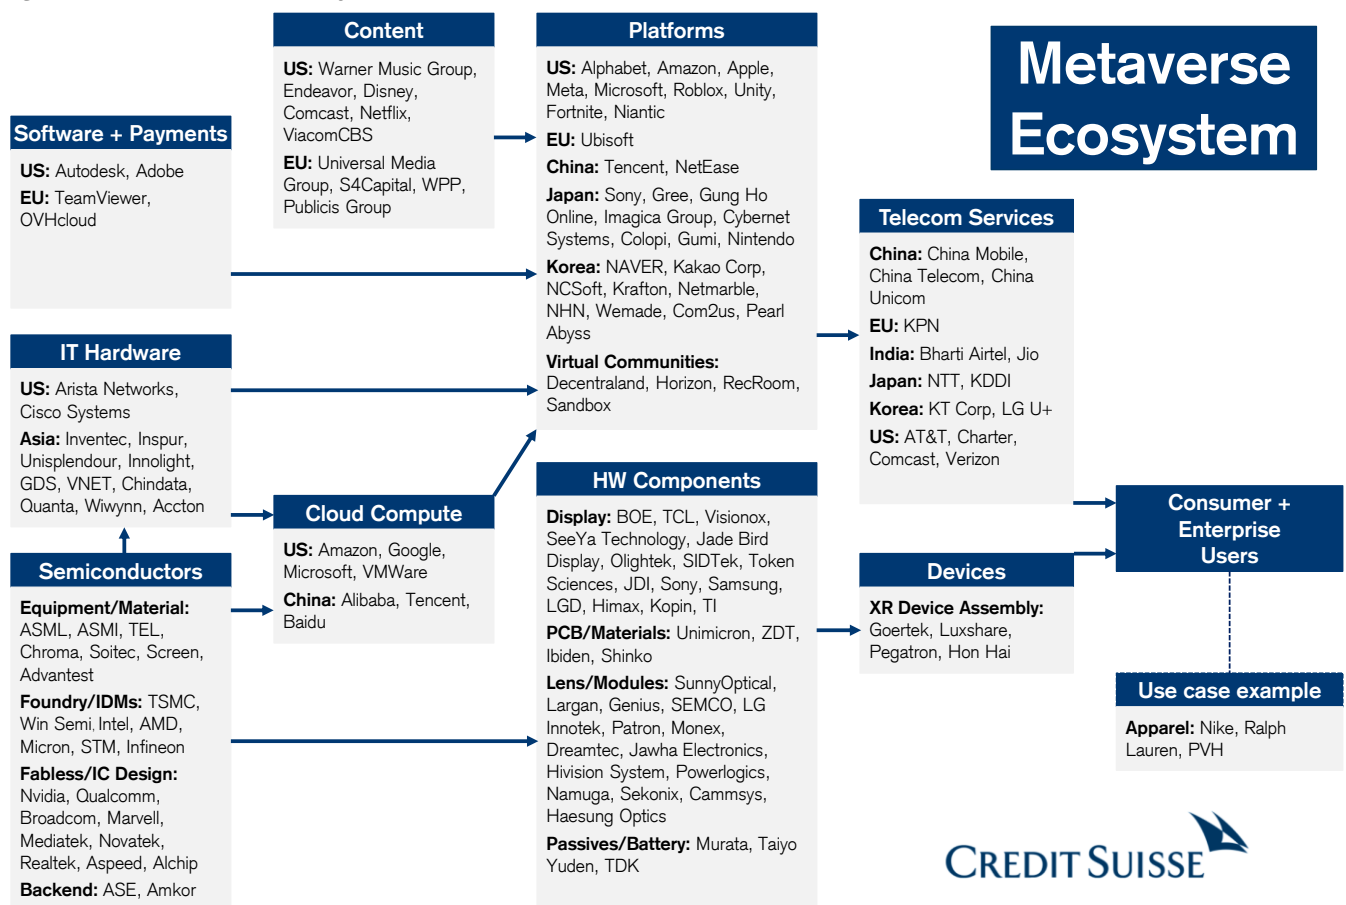 Content
US: Warner Music Group,
Endeavor, Disney,
Comcast, Netflix,
ViacomCBS
EU: Universal Media
Group, S4Capital, WPP,
Publicis Group
Platforms
US: Alphabet, Amazon, Apple,
Meta, Microsoft, Roblox, Unity,
Fortnite, Niantic
EU: Ubisoft
China: Tencent, NetEase
Japan: Sony, Gree, Gung Ho
Online, Imagica Group, Cybernet
Systems, Colopi, Gumi, Nintendo
Korea: NAVER, Kakao Corp,
NCSoft, Krafton, Netmarble,
NHN, Wemade, Com2us, Pearl
Abyss
Virtual Communities:
Decentraland, Horizon, RecRoom,
Sandbox
Metaverse
Ecosystem
Software + Payments
US: Autodesk, Adobe
EU: TeamViewer,
OVHcloud
Telecom Services
China: China Mobile,
China Telecom, China
Unicom
EU: KPN
India: Bharti Airtel, Jio
Japan: NTT, KDDI
Korea: KT Corp, LG U+
US: AT&T, Charter,
Comcast, Verizon
IT Hardware
US: Arista Networks,
Cisco Systems
Asia: Inventec, Inspur,
Unisplendour, Innolight,
GDS, VNET, Chindata,
Quanta, Wiwynn, Accton
Cloud Compute
US: Amazon, Google,
Microsoft, VMWare
China: Alibaba, Tencent,
Baidu
HW Components
Display: BOE, TCL, Visionox,
SeeYa Technology, Jade Bird
Display, Olightek, SIDTek, Token
Sciences, JDI, Sony, Samsung,
LGD, Himax, Kopin, TI
PCB/Materials: Unimicron, ZDT,
Ibiden, Shinko
Lens/Modules: SunnyOptical,
Largan, Genius, SEMCO, LG
Innotek, Patron, Monex,
Dreamtec, Jawha Electronics,
Hivision System, Powerlogics,
Namuga, Sekonix, Cammsys,
Haesung Optics
Passives/Battery: Murata, Taiyo
Yuden, TDK
Consumer +
Enterprise
Users
Semiconductors
Equipment/Material:
ASML, ASMI, TEL,
Chroma, Soitec, Screen,
Advantest
Foundry/IDMs: TSMC,
Win Semi, Intel, AMD,
Micron, STM, Infineon
Fabless/IC Design:
Nvidia, Qualcomm,
Broadcom, Marvell,
Mediatek, Novatek,
Realtek, Aspeed, Alchip
Backend: ASE, Amkor
Devices
XR Device Assembly:
Goertek, Luxshare,
Pegatron, Hon Hai
Use case example
Apparel: Nike, Ralph
Lauren, PVH
CREDIT SUISSE